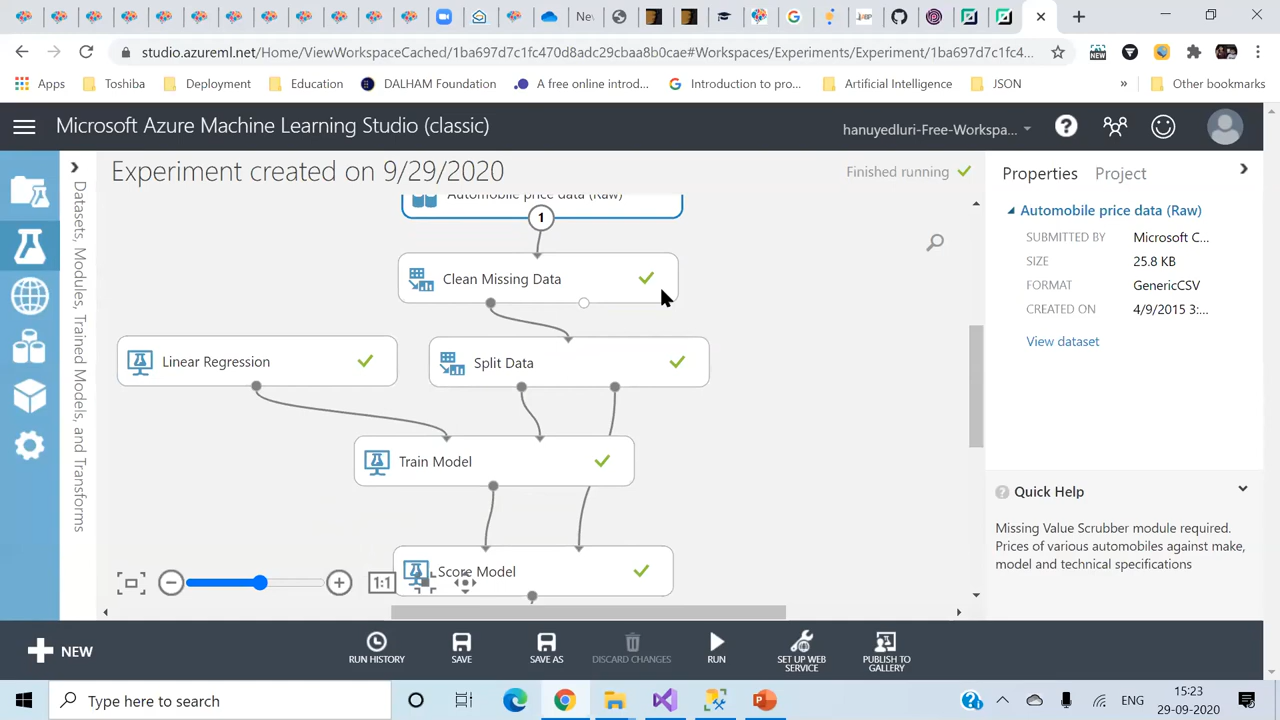 Nev
studio.azureml.net/Home/ViewWorkspaceCached/1ba697d7c1fc470d8adc29cbaa8b0cae#Workspaces/Experiments/Experiment/1ba697d7c1fc4...
NEW
Apps
Toshiba
Deployment
Education
DALHAM Foundation
A free online introd...
Introduction to pro...
Artificial Intelligence
JSON
»
Other bookmarks
Microsoft Azure Machine Learning Studio (classic)
hanuyedluri-Free-Workspa...
Experiment created on 9/29/2020
Finished running
Datasets, Modules, Trained Models, and Transforms
Automobile price data (Raw)
1
Clean Missing Data
Linear Regression
Split Data
Train Model
Score Model
1:1
Properties
Project
Automobile price data (Raw)
SUBMITTED BY Microsoft C...
SIZE 25.8 KB
FORMAT GenericCSV
CREATED ON 4/9/2015 3:...
View dataset
Quick Help
Missing Value Scrubber module required.
Prices of various automobiles against make,
model and technical specifications
NEW
RUN HISTORY
SAVE
SAVE AS
DISCARD CHANGES
RUN
SET UP WEB
SERVICE
PUBLISH TO
GALLERY
Type here to search
ENG
15:23
29-09-2020